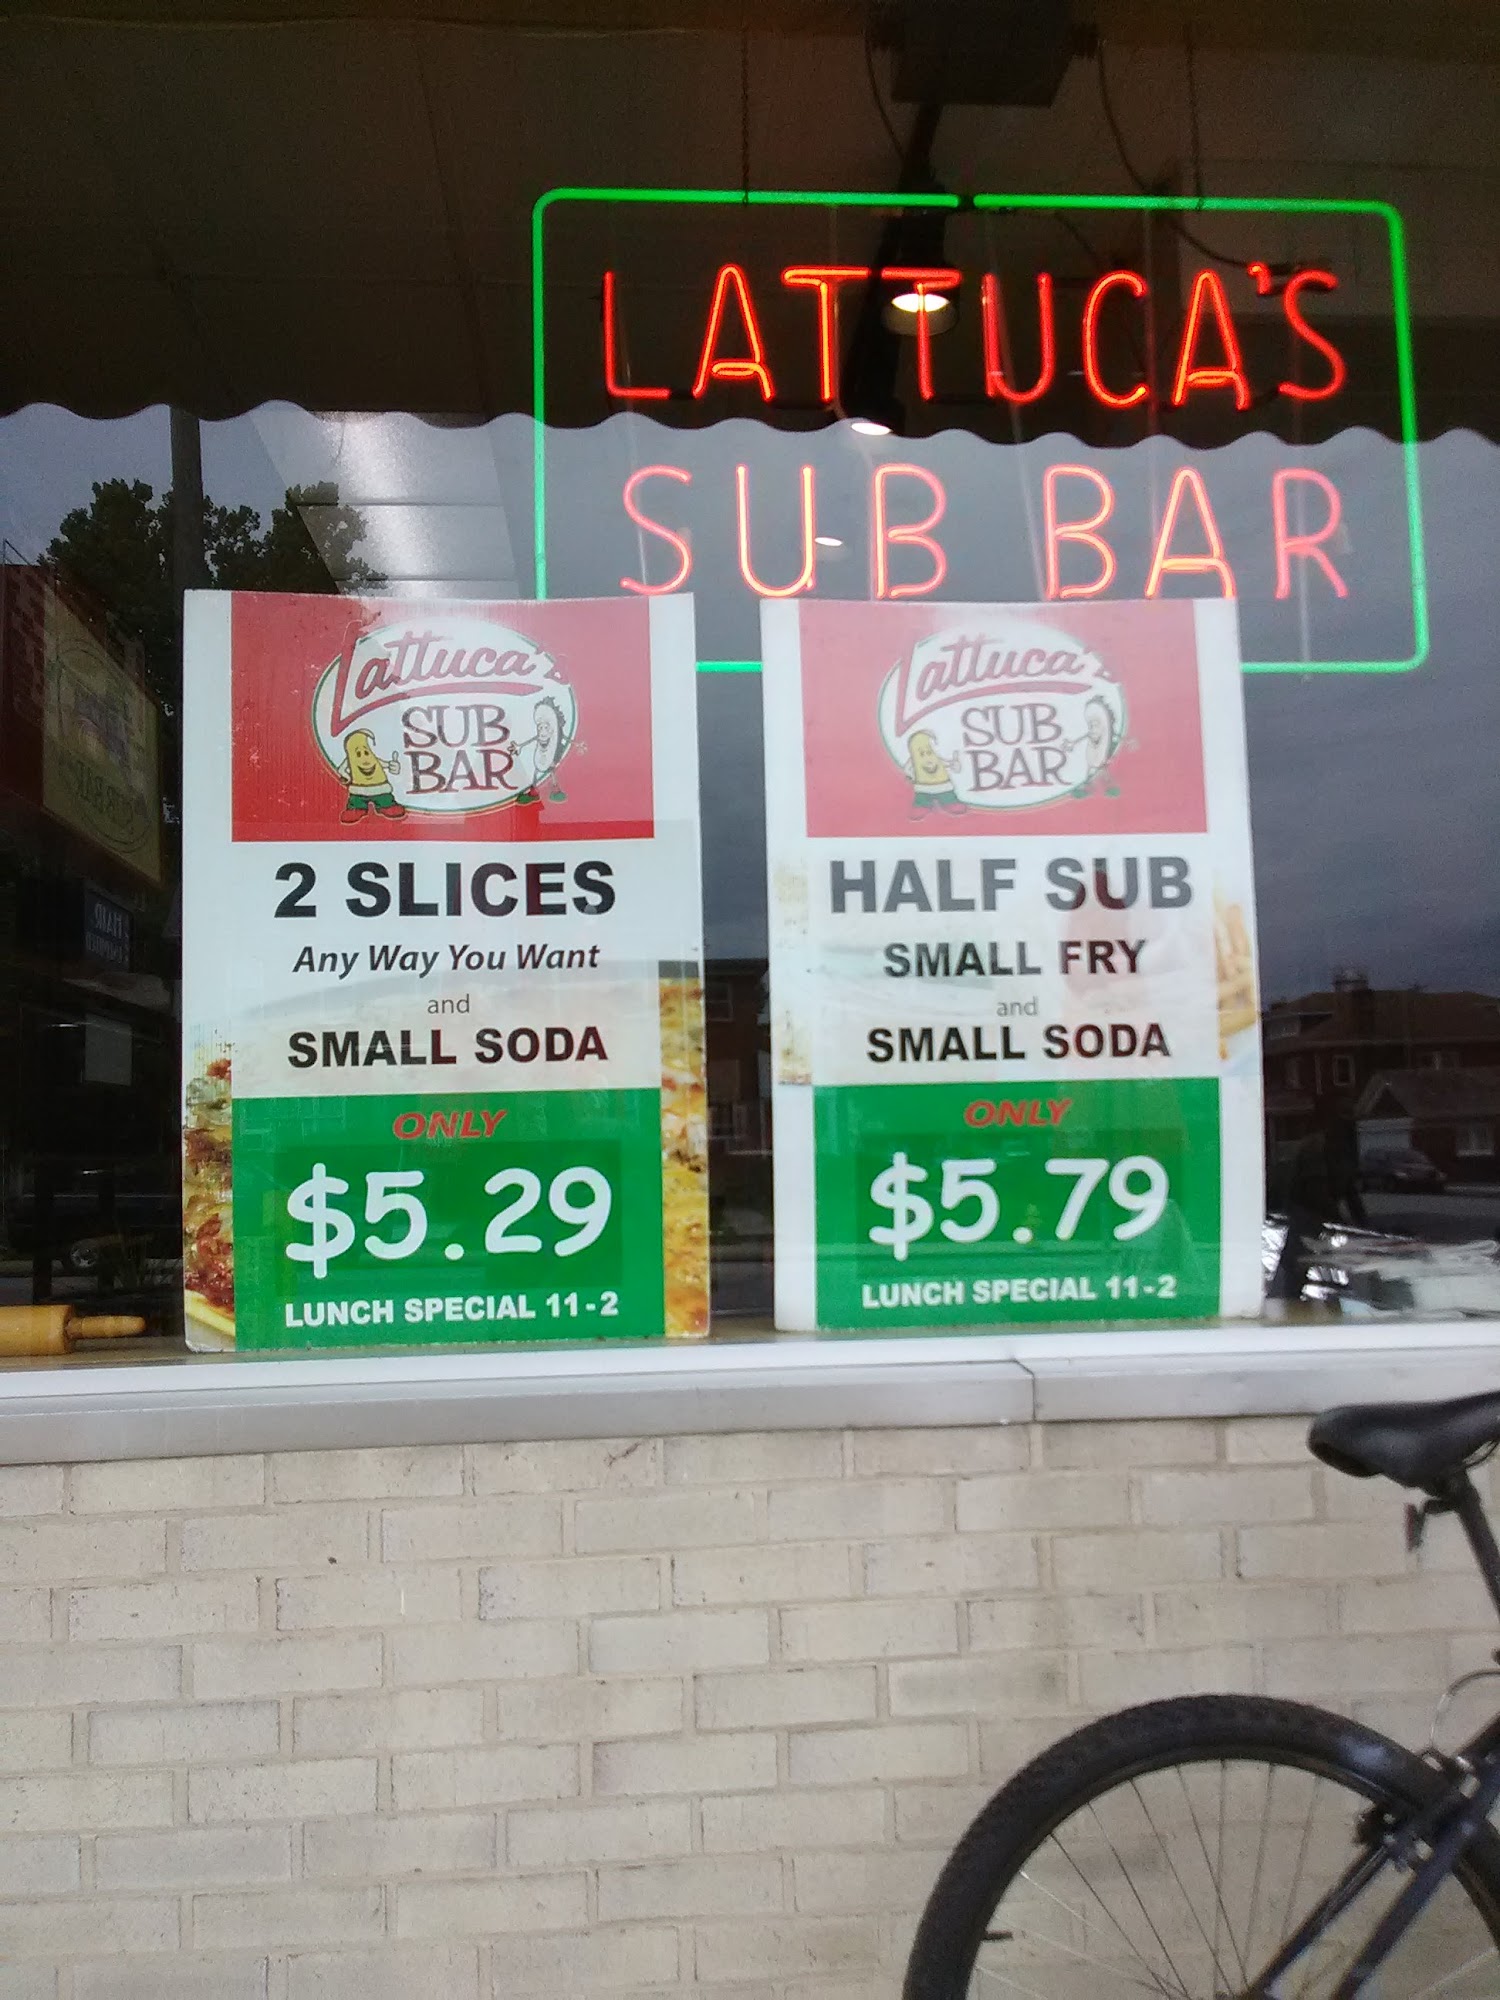 LATTUCA'S
SUB BAR
Lattuca's
SUB
BAR
2 SLICES
Any Way You Want
and
SMALL SODA
ONLY
$5.29
LUNCH SPECIAL 11-2
Lattuca's
SUB
BAR
HALF SUB
SMALL FRY
and
SMALL SODA
ONLY
$5.79
LUNCH SPECIAL 11-2